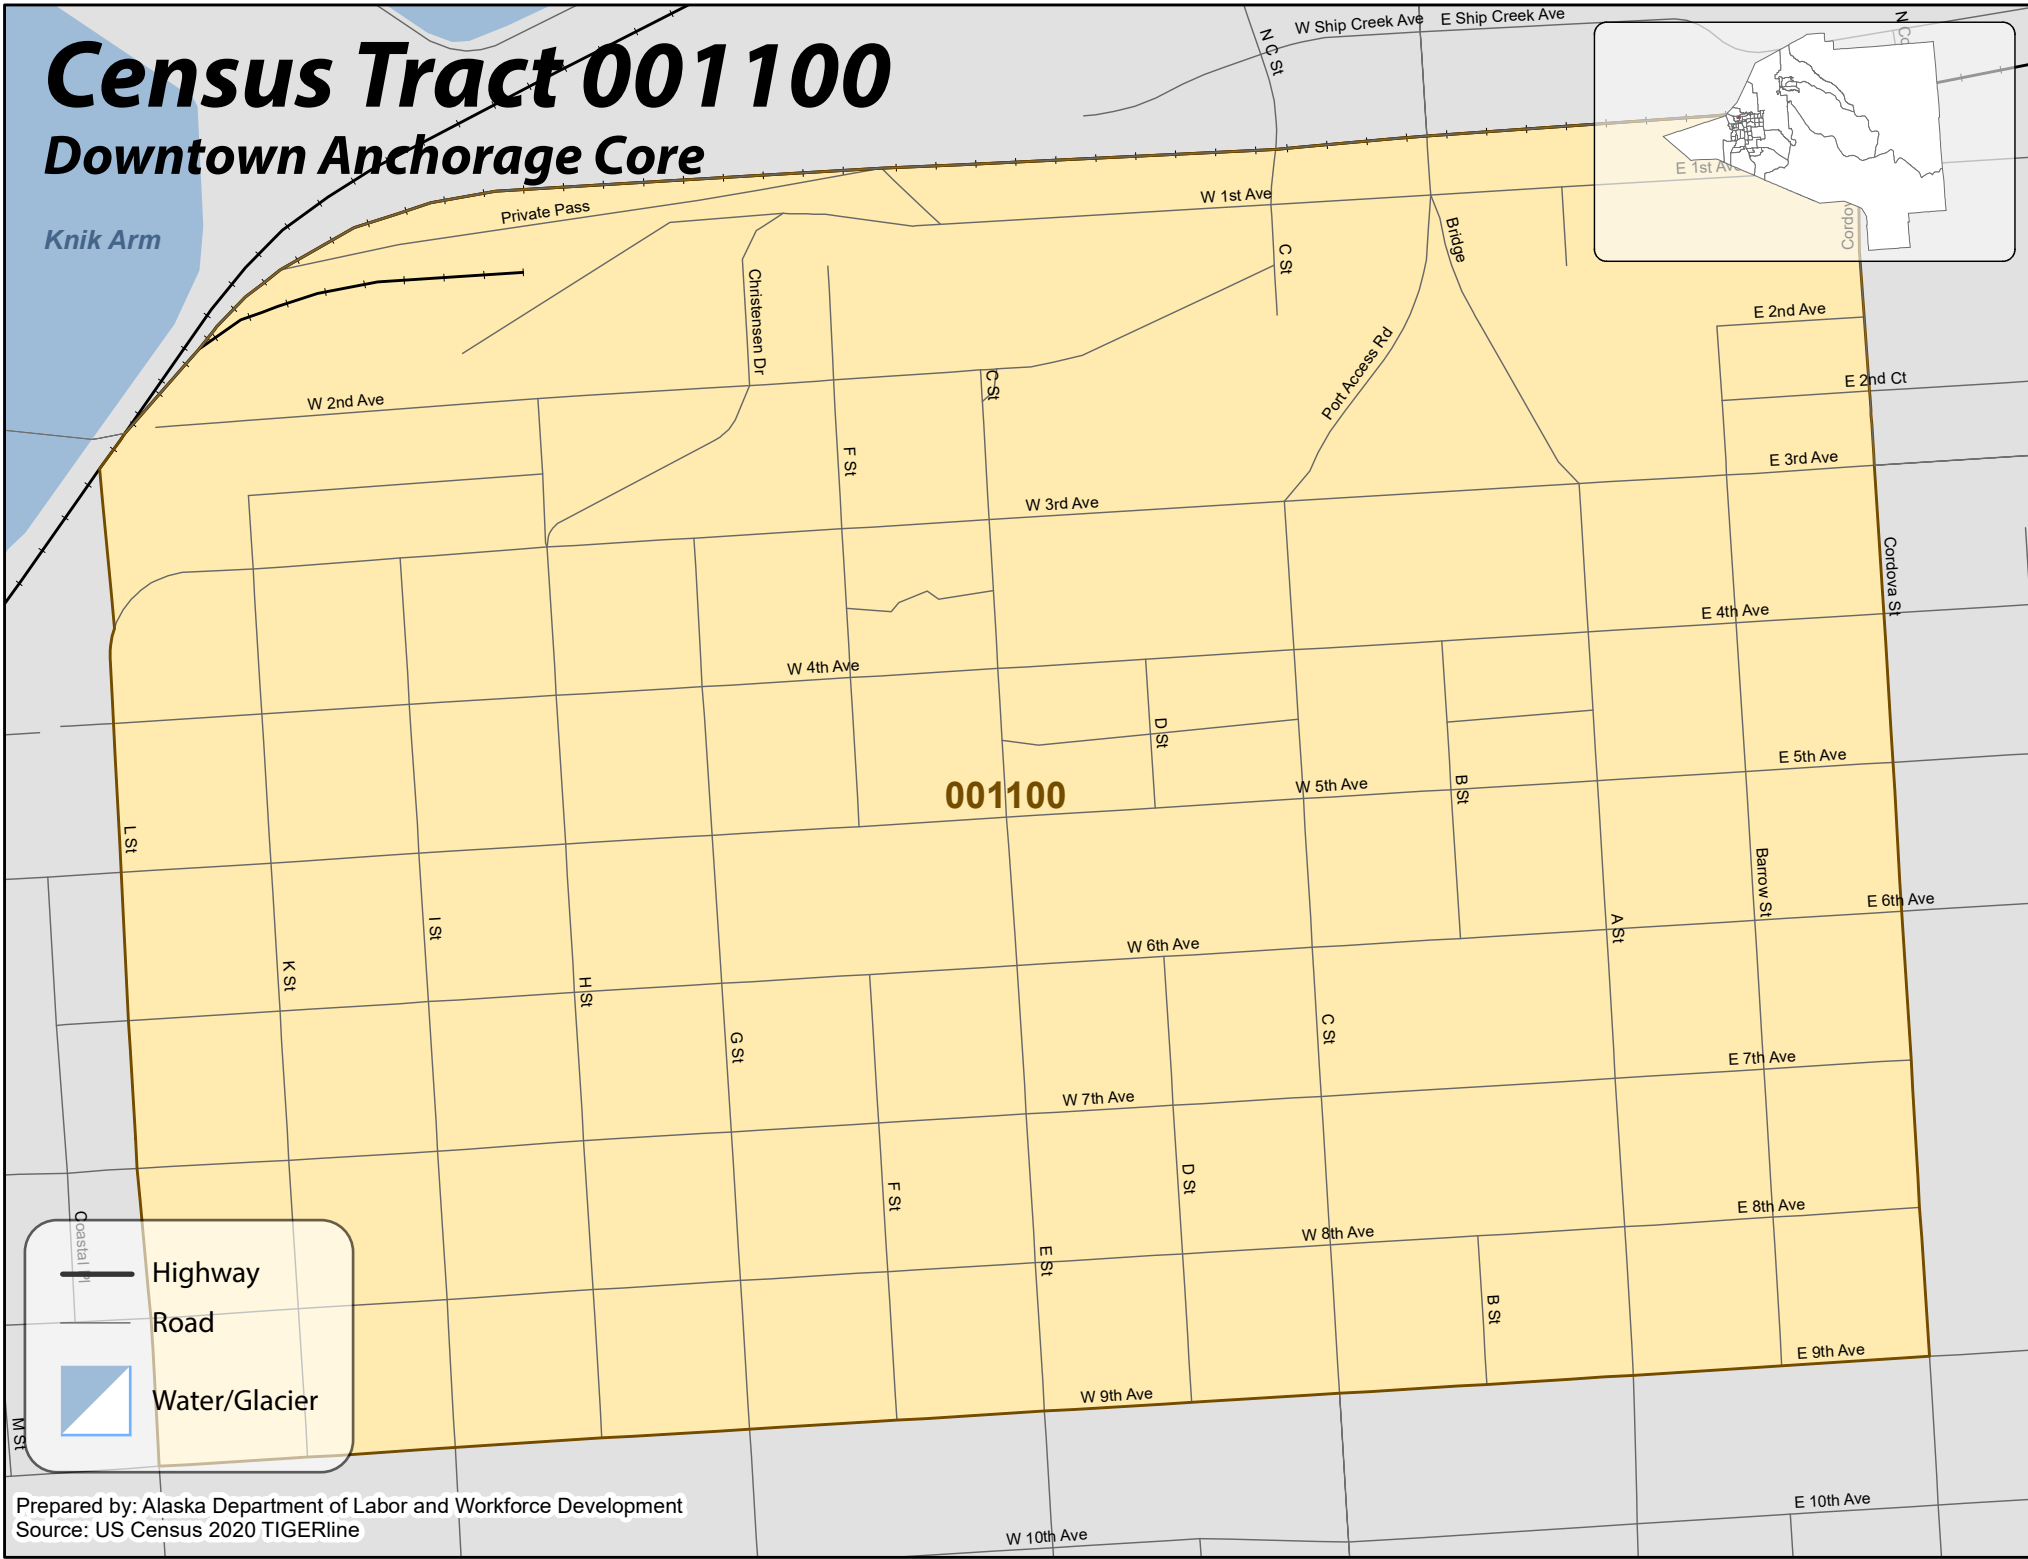 Census Tract 001100
Downtown Anchorage Core
Knik Arm
W Ship Creek Ave
E Ship Creek Ave
N C St
Private Pass
W 1st Ave
E 1st Ave
C St
Bridge
Christensen Dr
Port Access Rd
E 2nd Ave
E 2nd Ct
W 2nd Ave
C St
F St
W 3rd Ave
E 3rd Ave
Cordova St
E 4th Ave
W 4th Ave
D St
001100
W 5th Ave
B St
E 5th Ave
L St
Barrow St
E 6th Ave
I St
A St
W 6th Ave
K St
H St
G St
C St
E 7th Ave
W 7th Ave
F St
D St
E 8th Ave
W 8th Ave
E St
B St
E 9th Ave
W 9th Ave
Coastal Pl
Highway
Road
Water/Glacier
M St
E 10th Ave
W 10th Ave
Prepared by: Alaska Department of Labor and Workforce Development
Source: US Census 2020 TIGERline